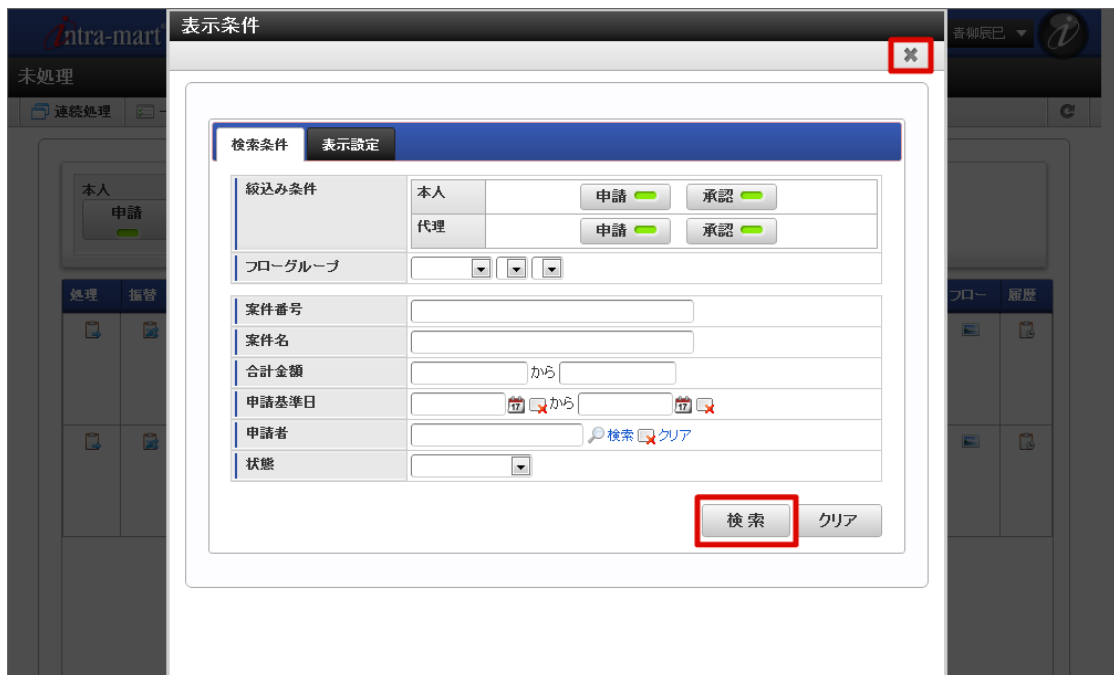 表示条件
intra-mart
青柳辰巳
未処理
連続処理
検索条件
表示設定
絞込み条件
本人
申請
承認
代理
申請
承認
フローグループ
案件番号
案件名
合計金額
から
申請基準日
17
から
17
申請者
検索
クリア
状態
検索
クリア
本人
申請
処理
振替
フロー
履歴